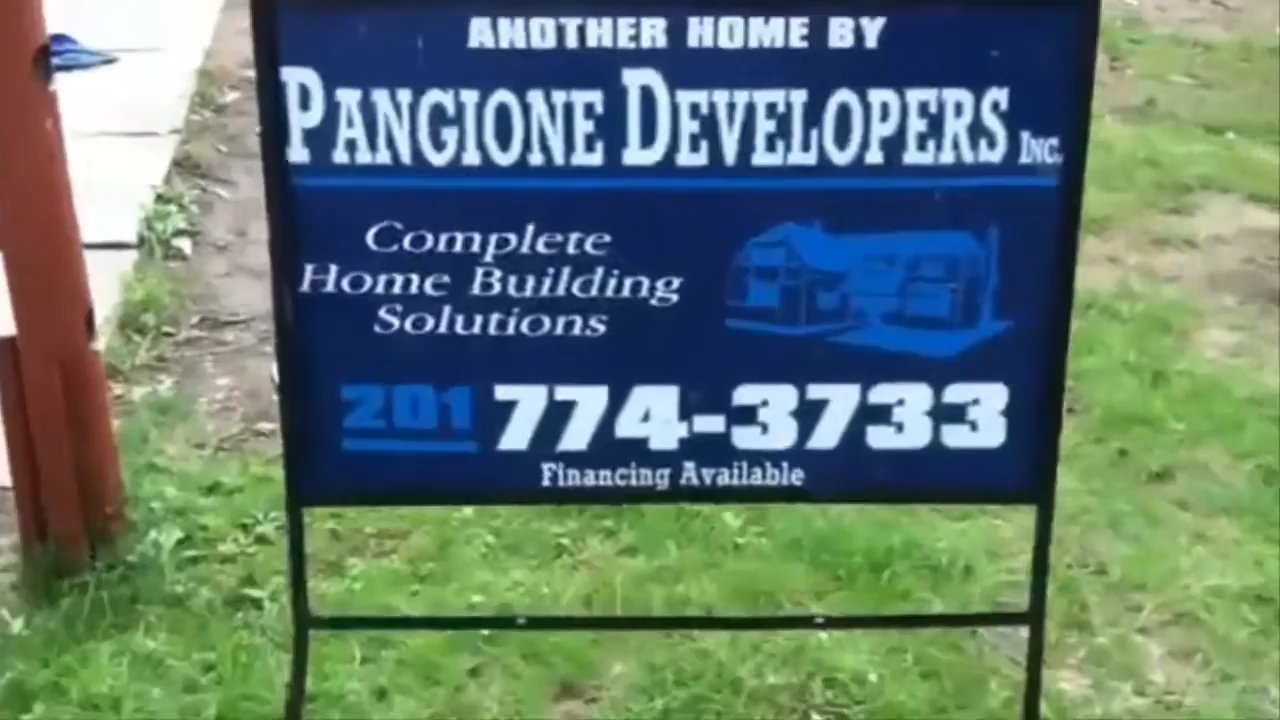 ANOTHER HOME BY
PANGIONE DEVELOPERS INC.
Complete
Home Building
Solutions
201 774-3733
Financing Available